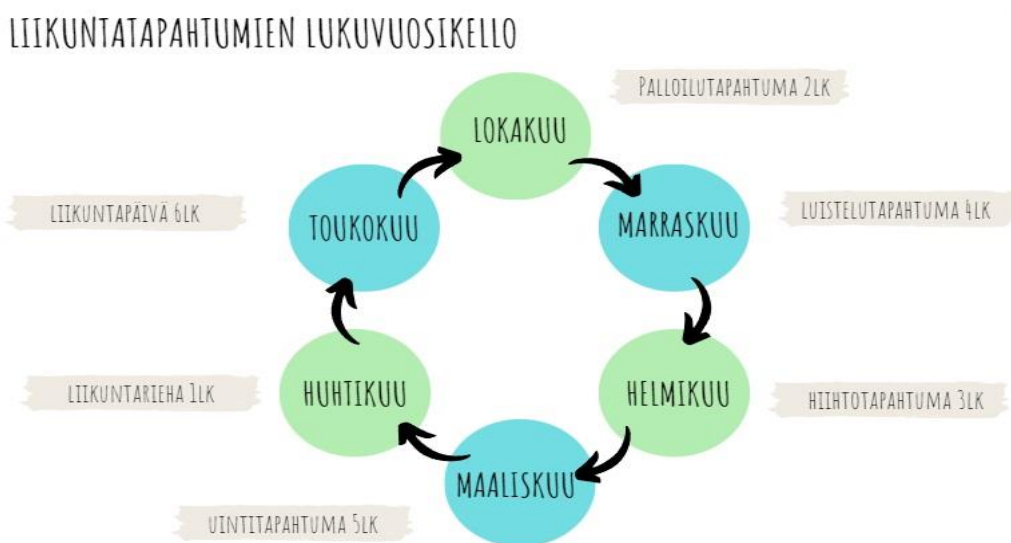 LIIKUNTATAPAHTUMIEN LUKUVUOSIKELLO
PALLOILUTAPAHTUMA 2LK
LOKAKUU
LIIKUNTAPÄIVÄ 6LK
TOUKOKUU
MARRASKUU
LUISTELUTAPAHTUMA 4LK
LIIKUNTARIEHA 1LK
HUHTIKUU
HELMIKUU
HIIHTOTAPAHTUMA 3LK
MAALISKUU
UINTITAPAHTUMA 5LK